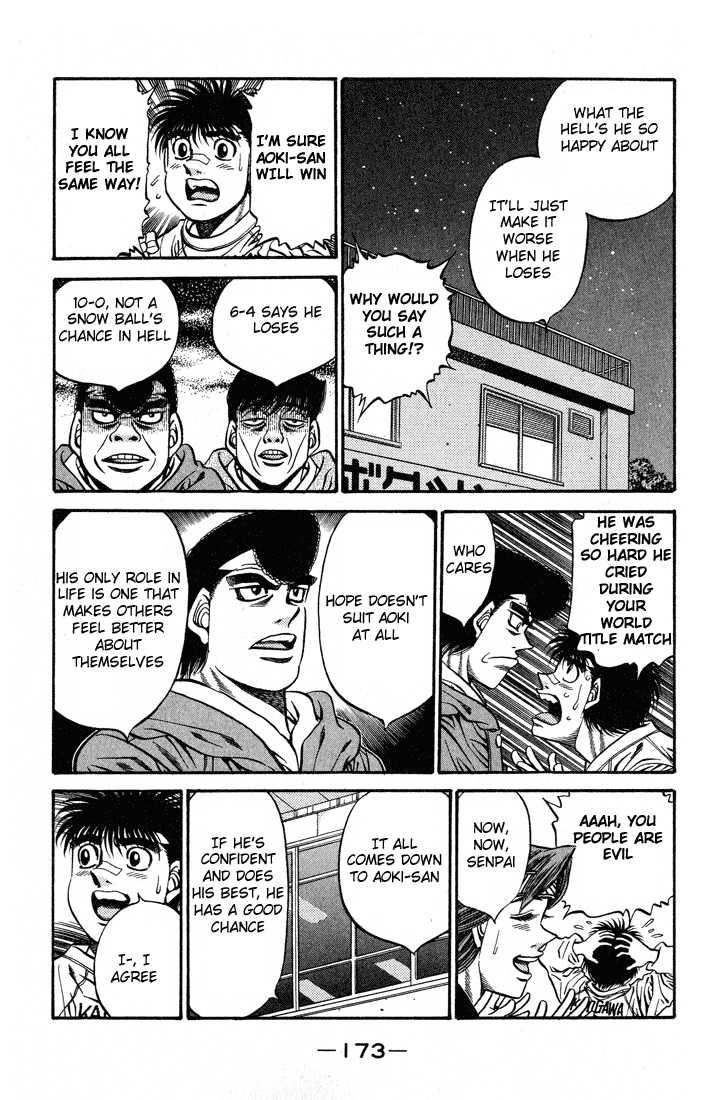 WHAT THE
HELL'S HE SO
HAPPY ABOUT
IT'LL JUST
MAKE IT
WORSE
WHEN HE
LOSES
WHY WOULD
YOU SAY
SUCH A
THING!?
I'M SURE
AOKI-SAN
WILL WIN
I KNOW
YOU ALL
FEEL THE
SAME WAY!
6-4 SAYS HE
LOSES
10-0, NOT A
SNOW BALL'S
CHANCE IN HELL
HE WAS
CHEERING
SO HARD HE
CRIED
DURING
YOUR
WORLD
TITLE MATCH
WHO
CARES
HOPE DOESN'T
SUIT AOKI
AT ALL
HIS ONLY ROLE IN
LIFE IS ONE THAT
MAKES OTHERS
FEEL BETTER
ABOUT
THEMSELVES
AAAH, YOU
PEOPLE ARE
EVIL
NOW,
NOW,
SENPAI
OGAWA
IT ALL
COMES DOWN
TO AOKI-SAN
IF HE'S
CONFIDENT
AND DOES
HIS BEST, HE
HAS A GOOD
CHANCE
I-, I
AGREE
KA
—173—